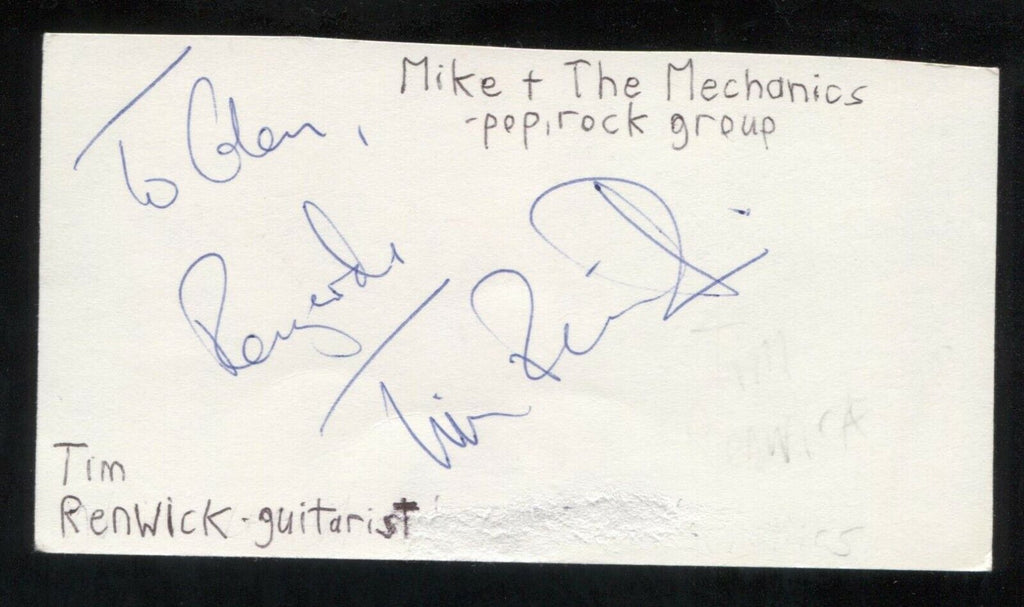 Mike + The Mechanics
-pop, rock group
To Glen,
Regards
Tim Renwick
Tim
Renwick - guitarist